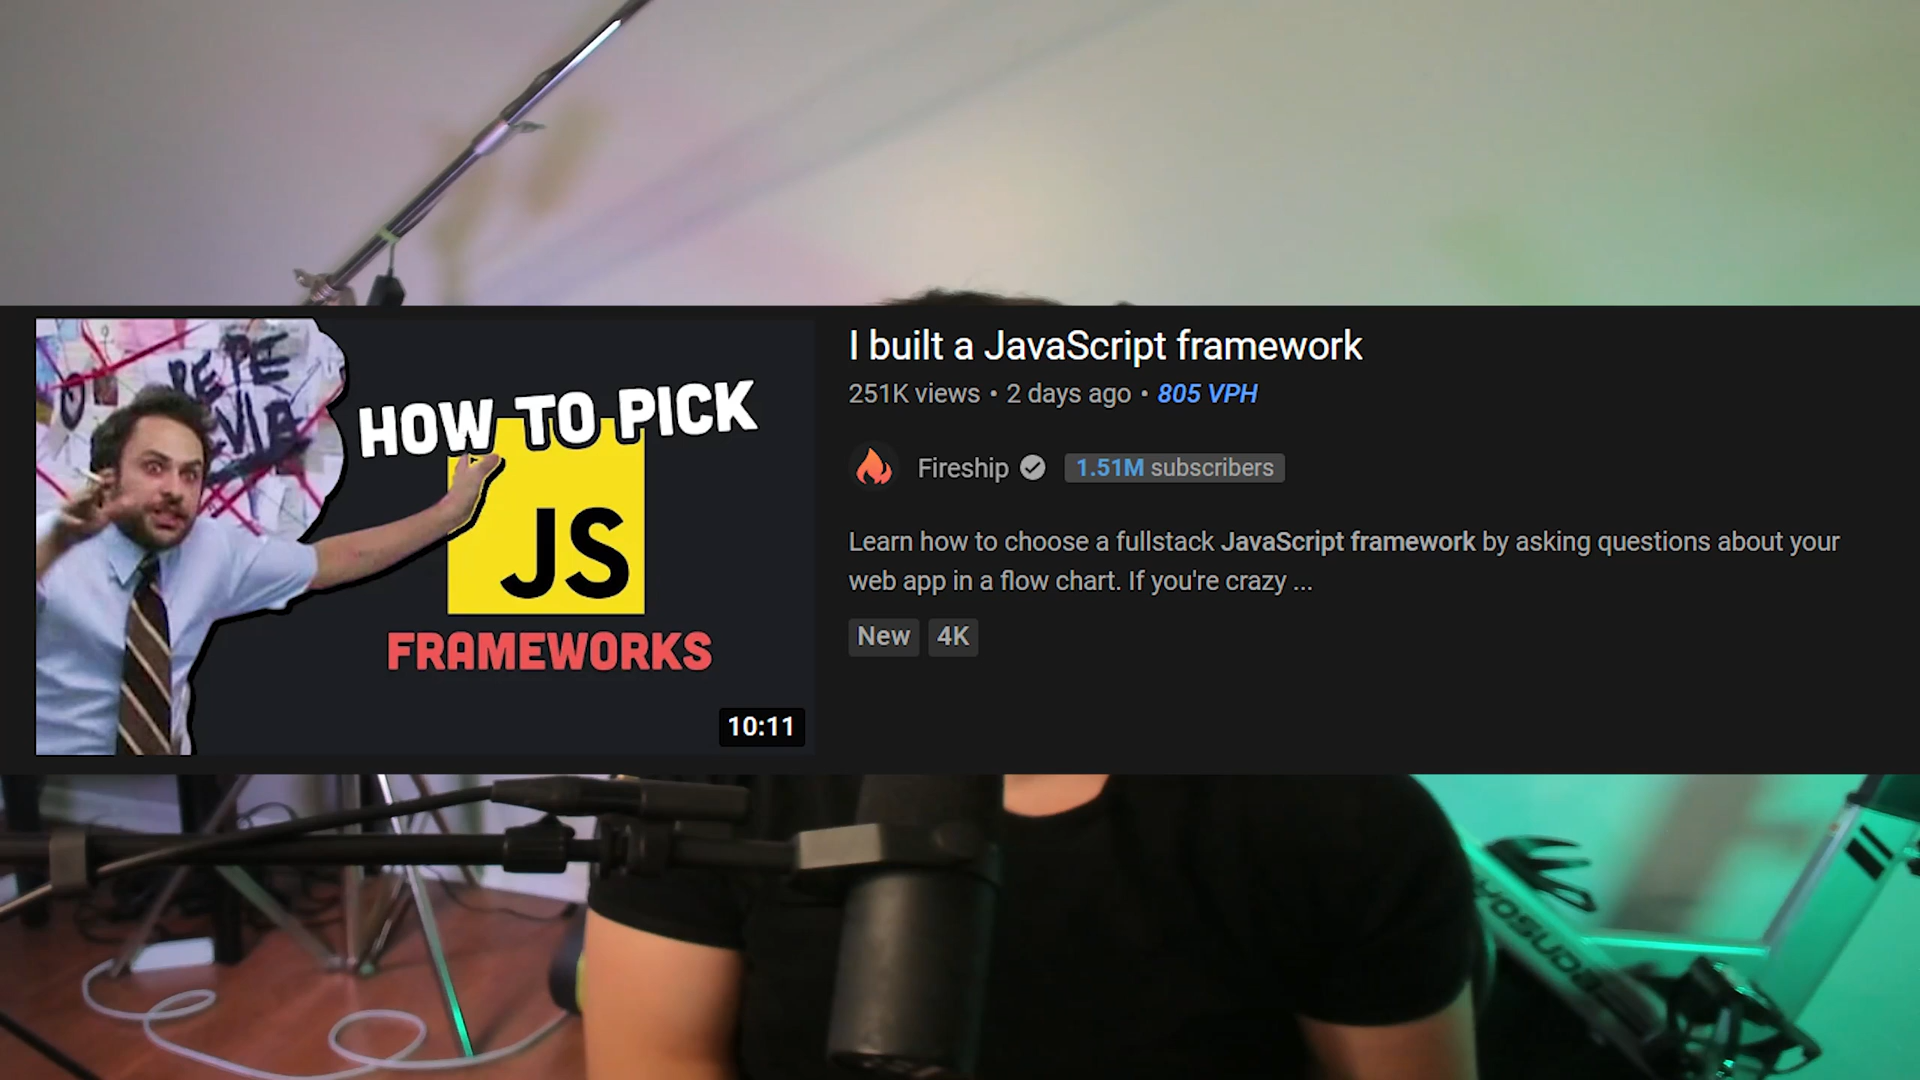 I built a JavaScript framework
251K views • 2 days ago • 805 VPH
Fireship 1.51M subscribers
Learn how to choose a fullstack JavaScript framework by asking questions about your
web app in a flow chart. If you're crazy ...
New 4K
PEPE
SILVIA
HOW TO PICK
JS
FRAMEWORKS
10:11